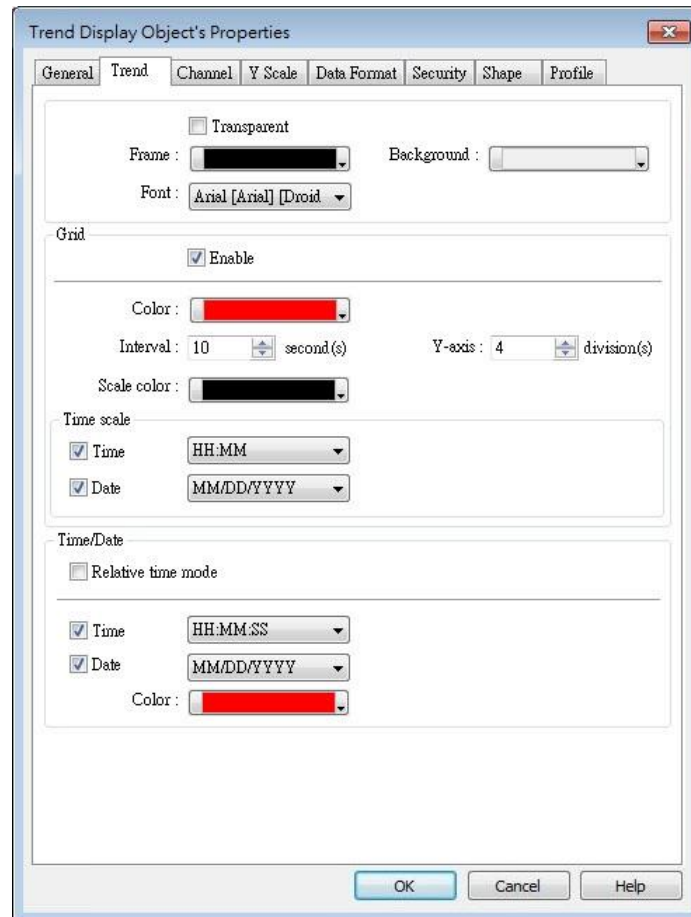 Trend Display Object's Properties
General Trend Channel Y Scale Data Format Security Shape Profile
Transparent
Frame : Background :
Font : Arial [Arial] [Droid
Grid
Enable
Color :
Interval : 10 second(s) Y-axis : 4 division(s)
Scale color :
Time scale
Time HH:MM
Date MM/DD/YYYY
Time/Date
Relative time mode
Time HH:MM:SS
Date MM/DD/YYYY
Color :
OK Cancel Help